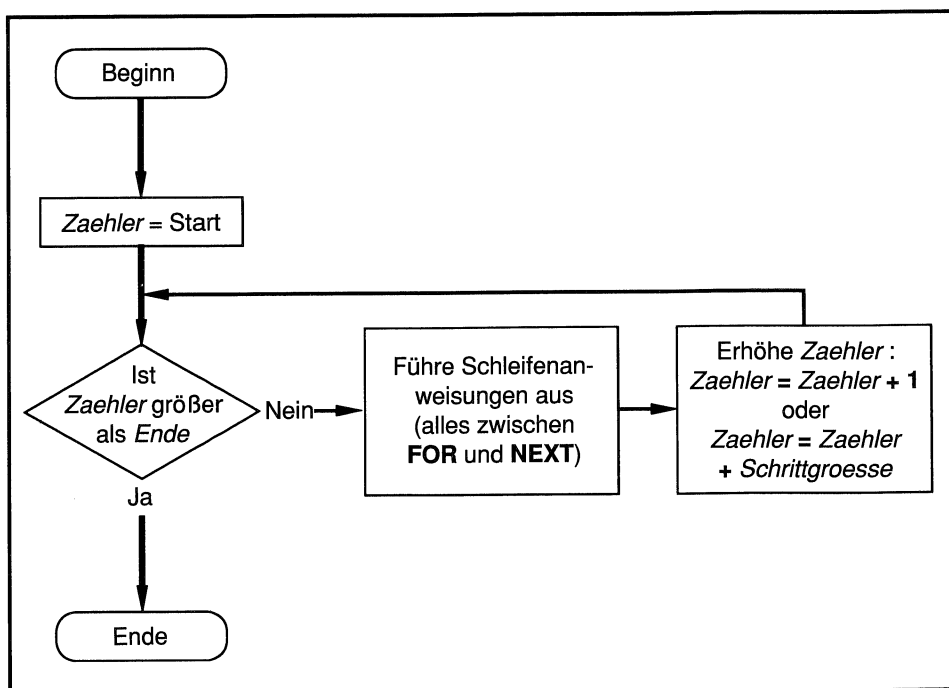 Beginn
Zaehler = Start
Ist
Zaehler größer
als Ende
Nein
Führe Schleifenan-
weisungen aus
(alles zwischen
FOR und NEXT)
Erhöhe Zaehler :
Zaehler = Zaehler + 1
oder
Zaehler = Zaehler
+ Schrittgroesse
Ja
Ende